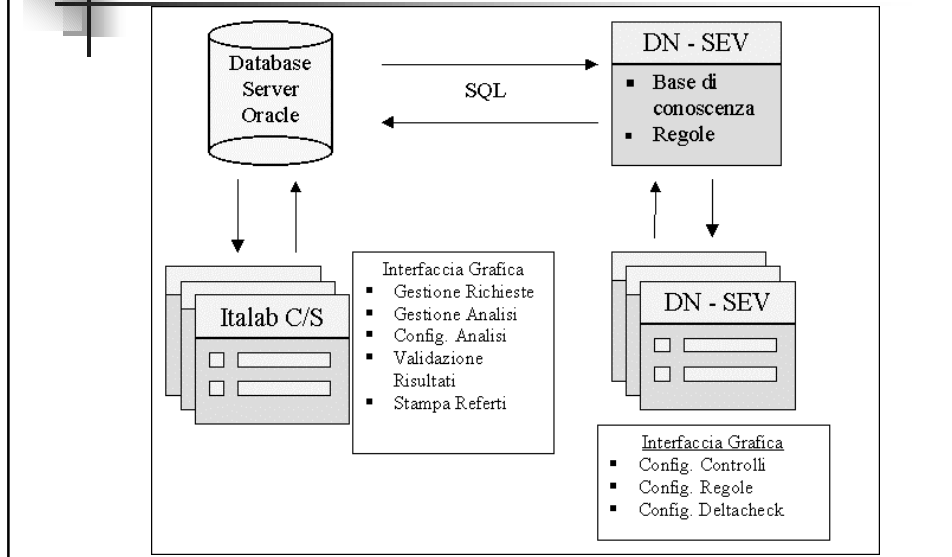 Database
Server
Oracle
SQL
DN - SEV
▪ Base di
conoscenza
▪ Regole
Italab C/S
Interfaccia Grafica
▪ Gestione Richieste
▪ Gestione Analisi
▪ Config. Analisi
▪ Validazione
Risultati
▪ Stampa Referti
DN - SEV
Interfaccia Grafica
▪ Config. Controlli
▪ Config. Regole
▪ Config. Deltacheck